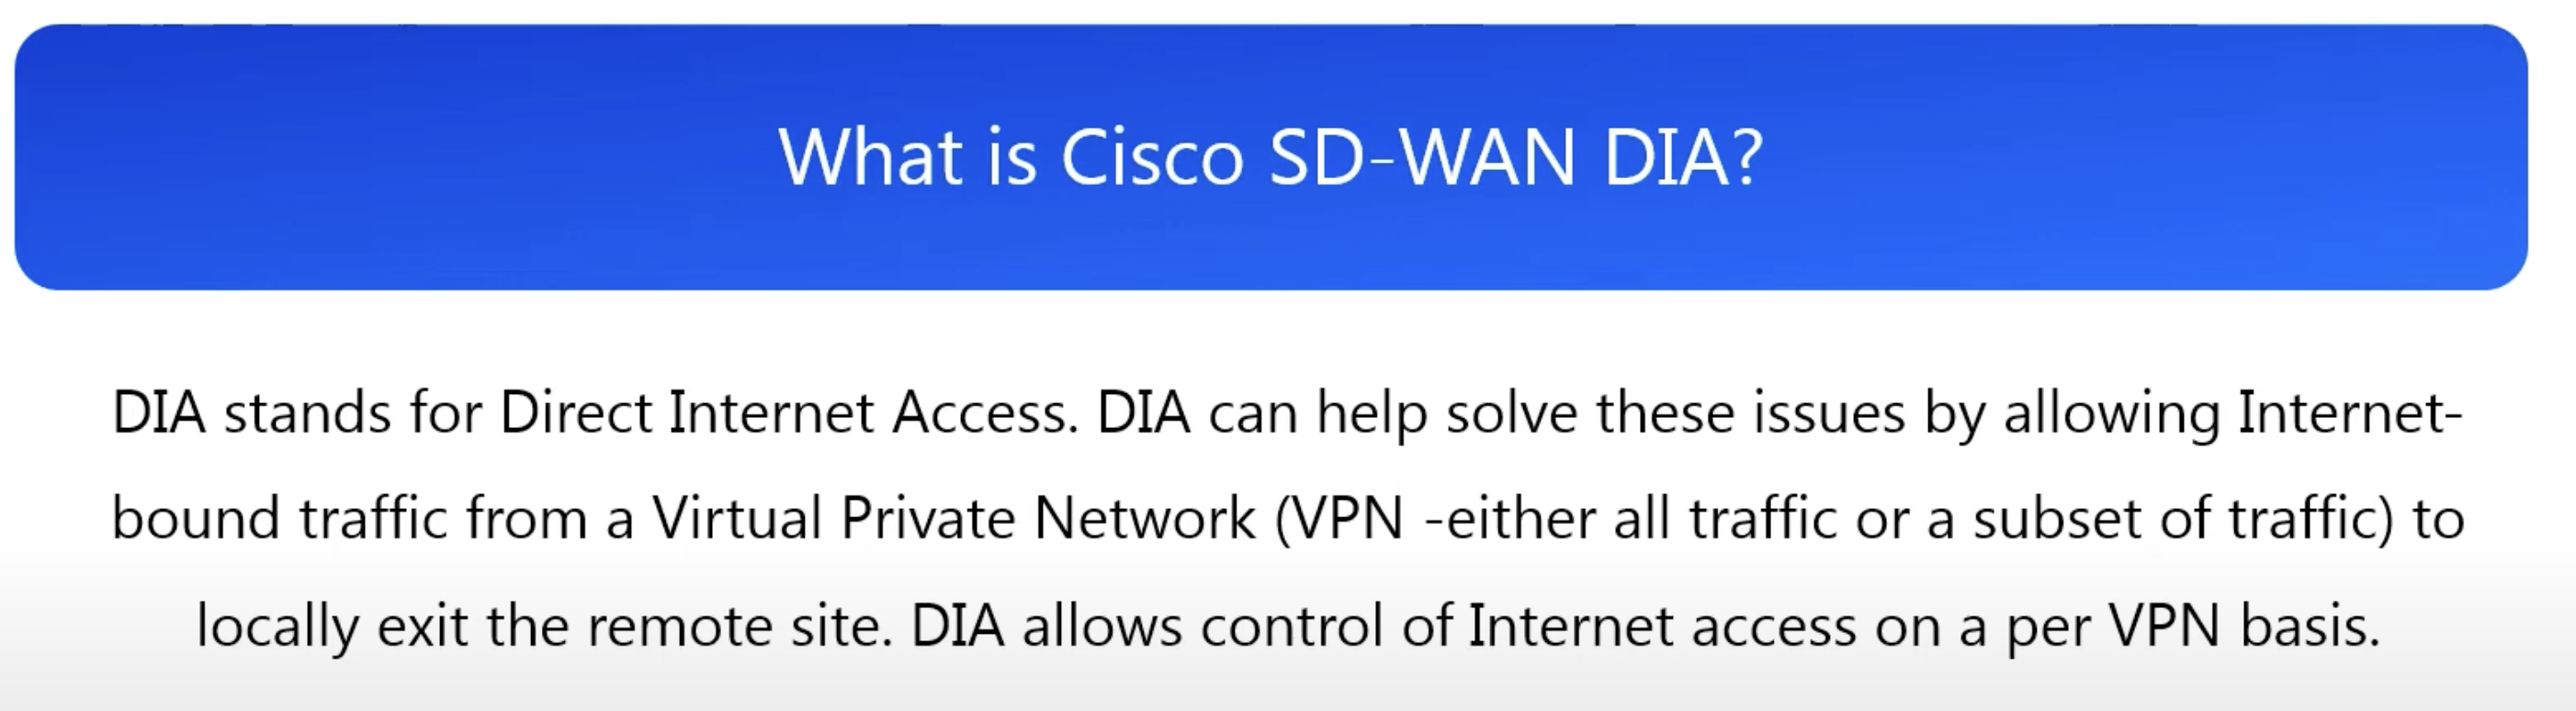 What is Cisco SD-WAN DIA?
DIA stands for Direct Internet Access. DIA can help solve these issues by allowing Internet-
bound traffic from a Virtual Private Network (VPN -either all traffic or a subset of traffic) to
locally exit the remote site. DIA allows control of Internet access on a per VPN basis.